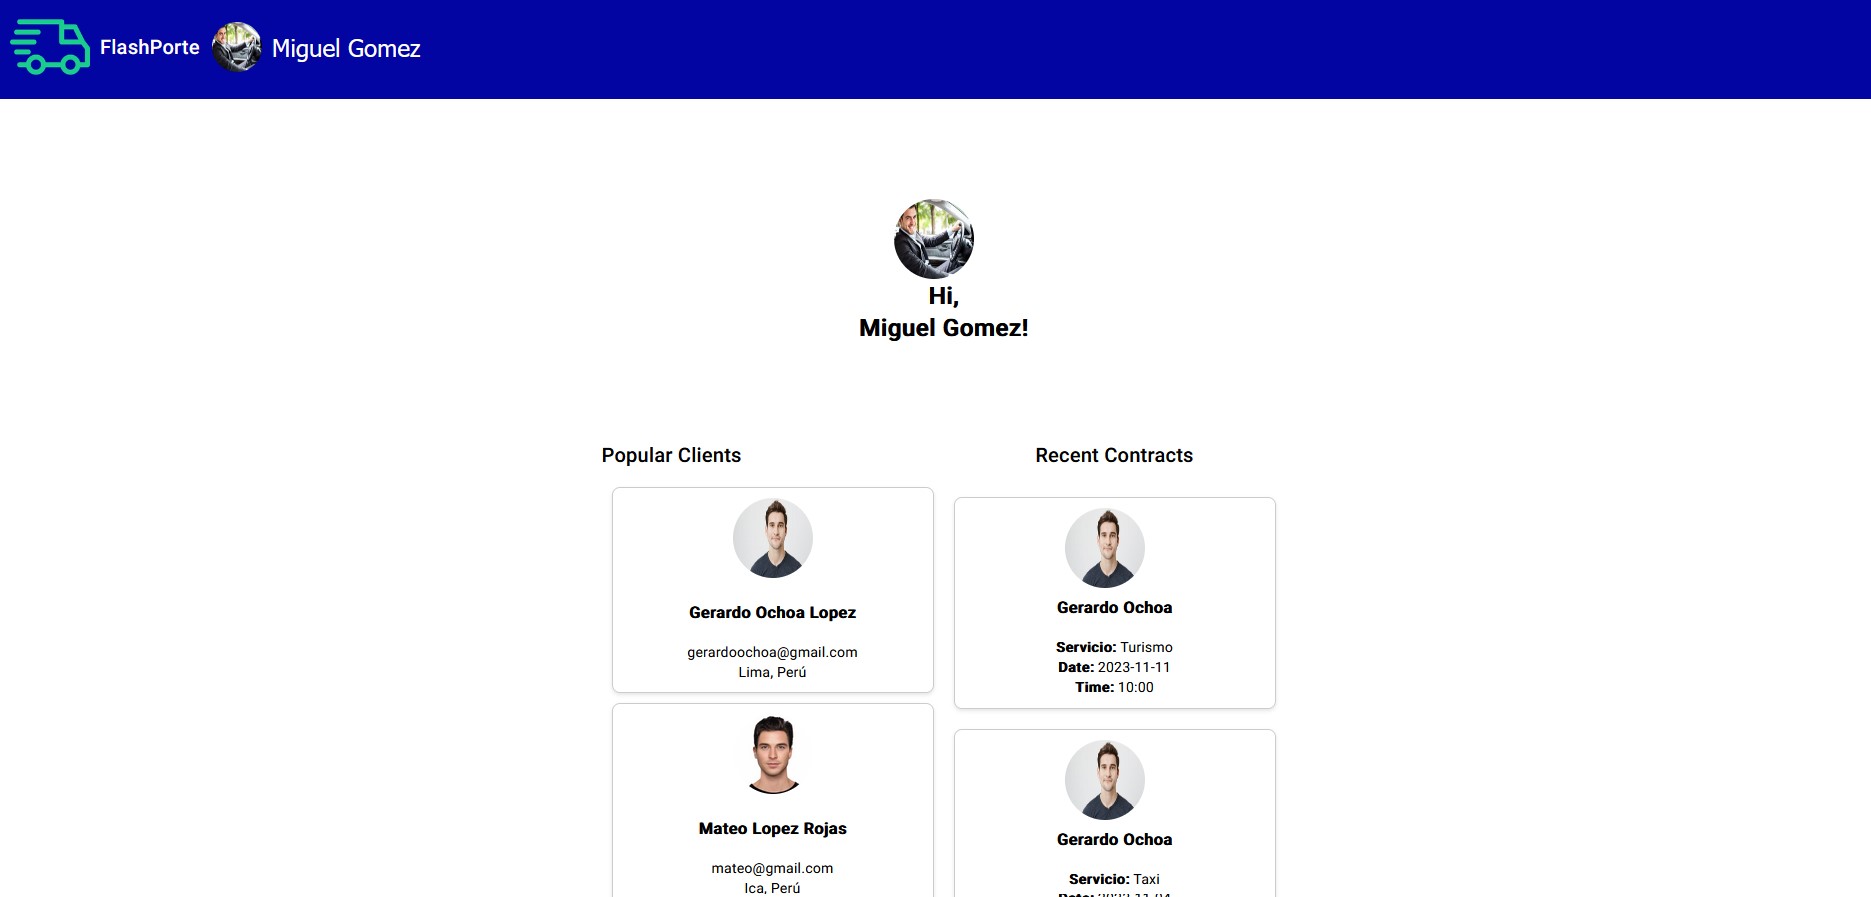 FlashPorte
Miguel Gomez
Hi,
Miguel Gomez!
Popular Clients
Gerardo Ochoa Lopez
gerardoochoa@gmail.com
Lima, Perú
Mateo Lopez Rojas
mateo@gmail.com
Ica, Perú
Recent Contracts
Gerardo Ochoa
Servicio: Turismo
Date: 2023-11-11
Time: 10:00
Gerardo Ochoa
Servicio: Taxi